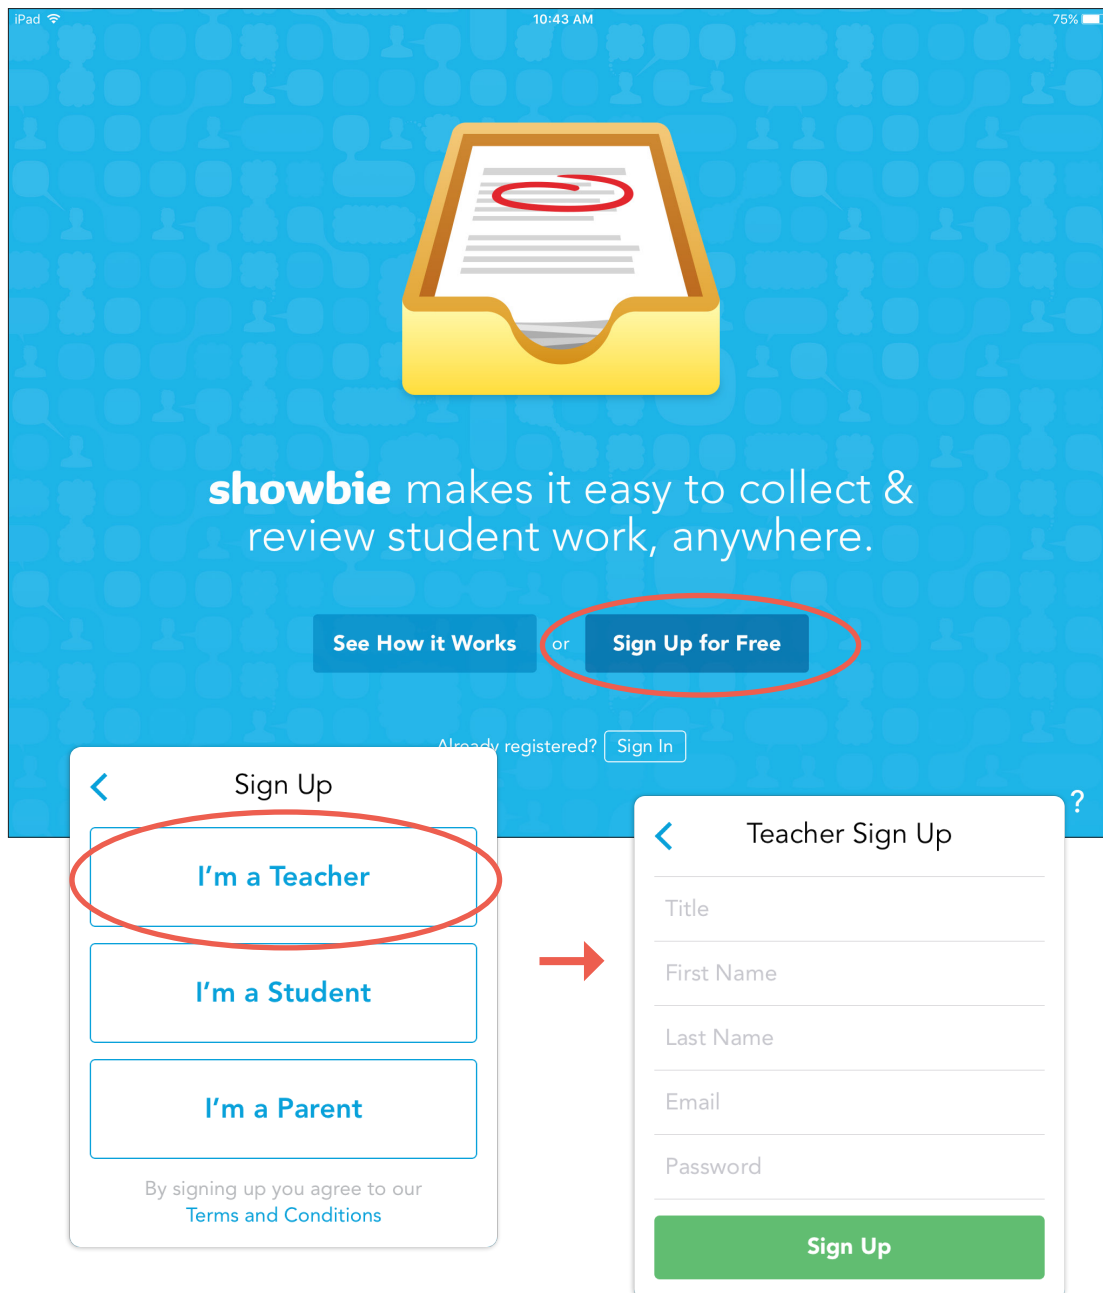 iPad 10:43 AM 75%
showbie makes it easy to collect &
review student work, anywhere.
See How it Works or Sign Up for Free
Already registered? Sign In
?
Sign Up
I'm a Teacher
I'm a Student
I'm a Parent
By signing up you agree to our
Terms and Conditions
Teacher Sign Up
Title
First Name
Last Name
Email
Password
Sign Up